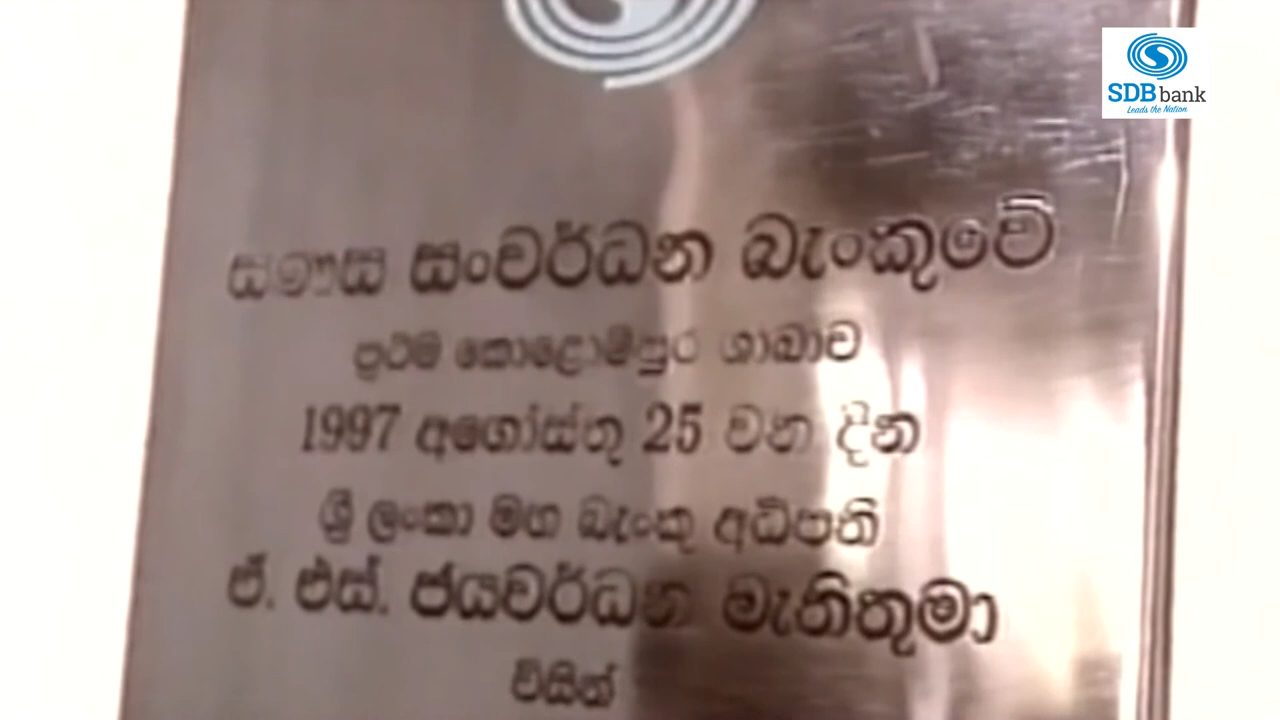 SDB bank
Leads the Nation
සණස සංවර්ධන බැංකුවේ
ප්‍රථම කොළොම්පුර ශාඛාව
1997 අගෝස්තු 25 වන දින
ශ්‍රී ලංකා මහ බැංකු අධිපති
ඒ. එස්. ජයවර්ධන මැතිතුමා
විසින්